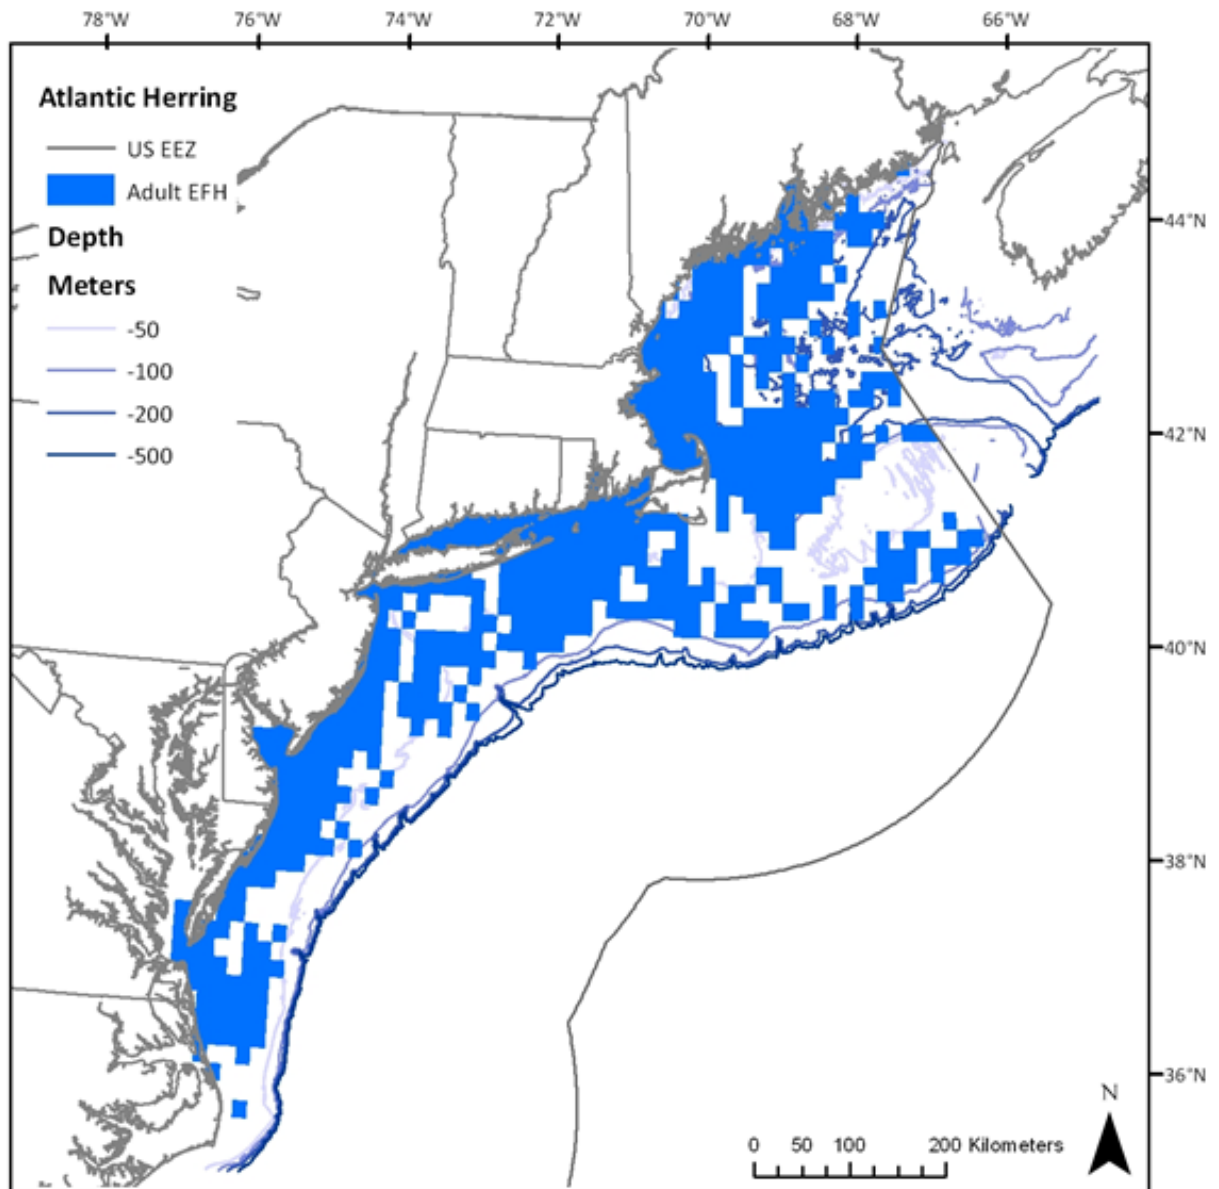 78°W 76°W 74°W 72°W 70°W 68°W 66°W
Atlantic Herring
US EEZ
Adult EFH
Depth
Meters
-50
-100
-200
-500
44°N
42°N
40°N
38°N
36°N
N
0 50 100 200 Kilometers